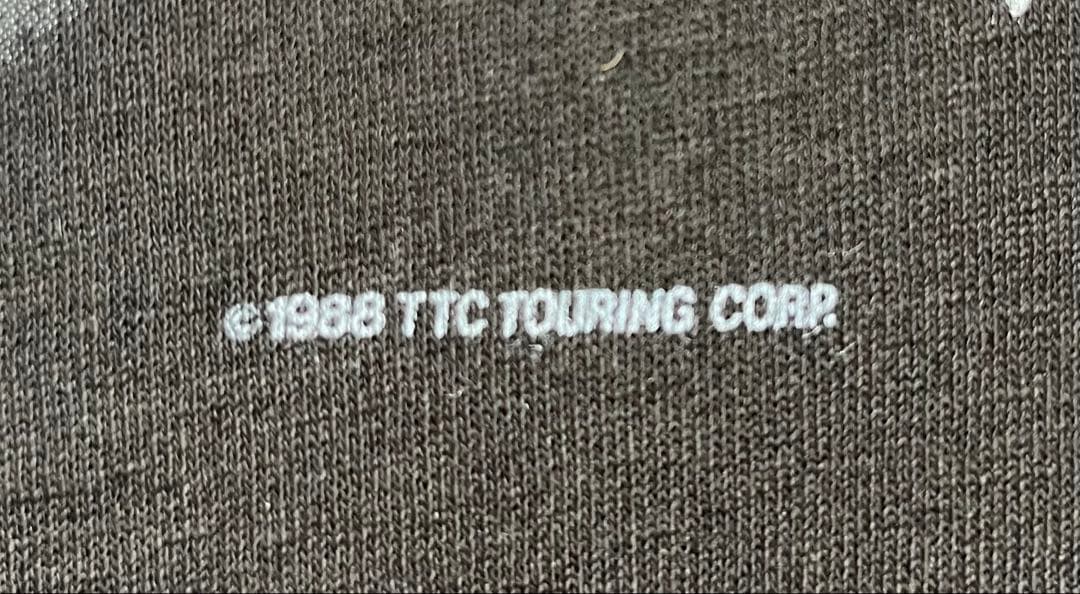 ©1988 TTC TOURING CORP.